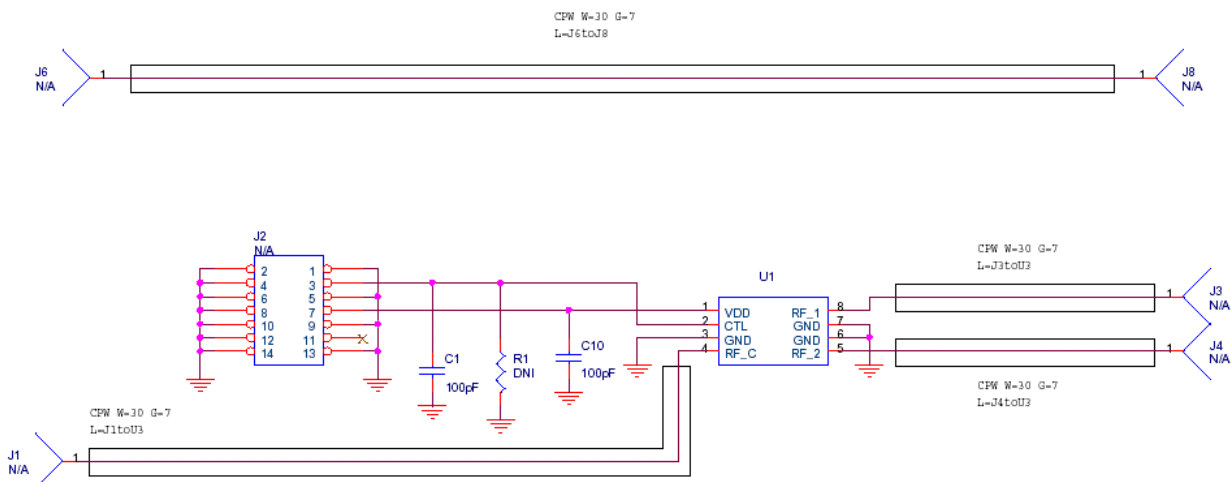 CPW W=30 G=7
L=J6toJ8
J6
N/A
1
1
J8
N/A
J2
N/A
2
4
6
8
10
12
14
1
3
5
7
9
11
13
C1
100pF
R1
DNI
C10
100pF
U1
1
2
3
4
VDD
CTL
GND
RF_C
RF_1
GND
GND
RF_2
8
7
6
5
CPW W=30 G=7
L=J3toU3
1
J3
N/A
1
J4
N/A
CPW W=30 G=7
L=J4toU3
CPW W=30 G=7
L=J1toU3
J1
N/A
1